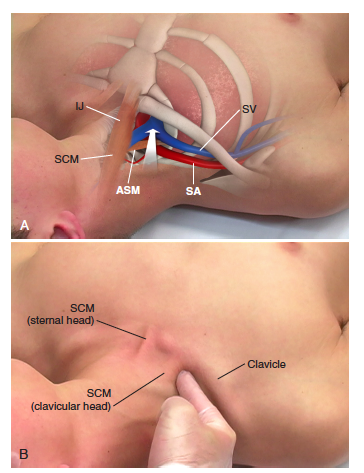 IJ
SV
SCM
ASM
SA
A
SCM
(sternal head)
Clavicle
SCM
(clavicular head)
B